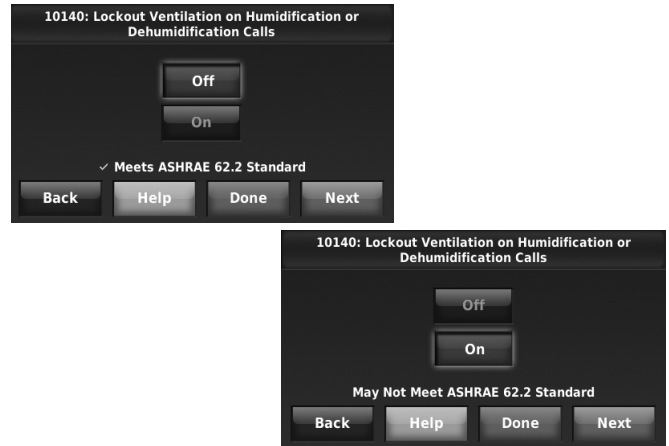 10140: Lockout Ventilation on Humidification or
Dehumidification Calls
Off
On
✓ Meets ASHRAE 62.2 Standard
Back Help Done Next
10140: Lockout Ventilation on Humidification or
Dehumidification Calls
Off
On
May Not Meet ASHRAE 62.2 Standard
Back Help Done Next